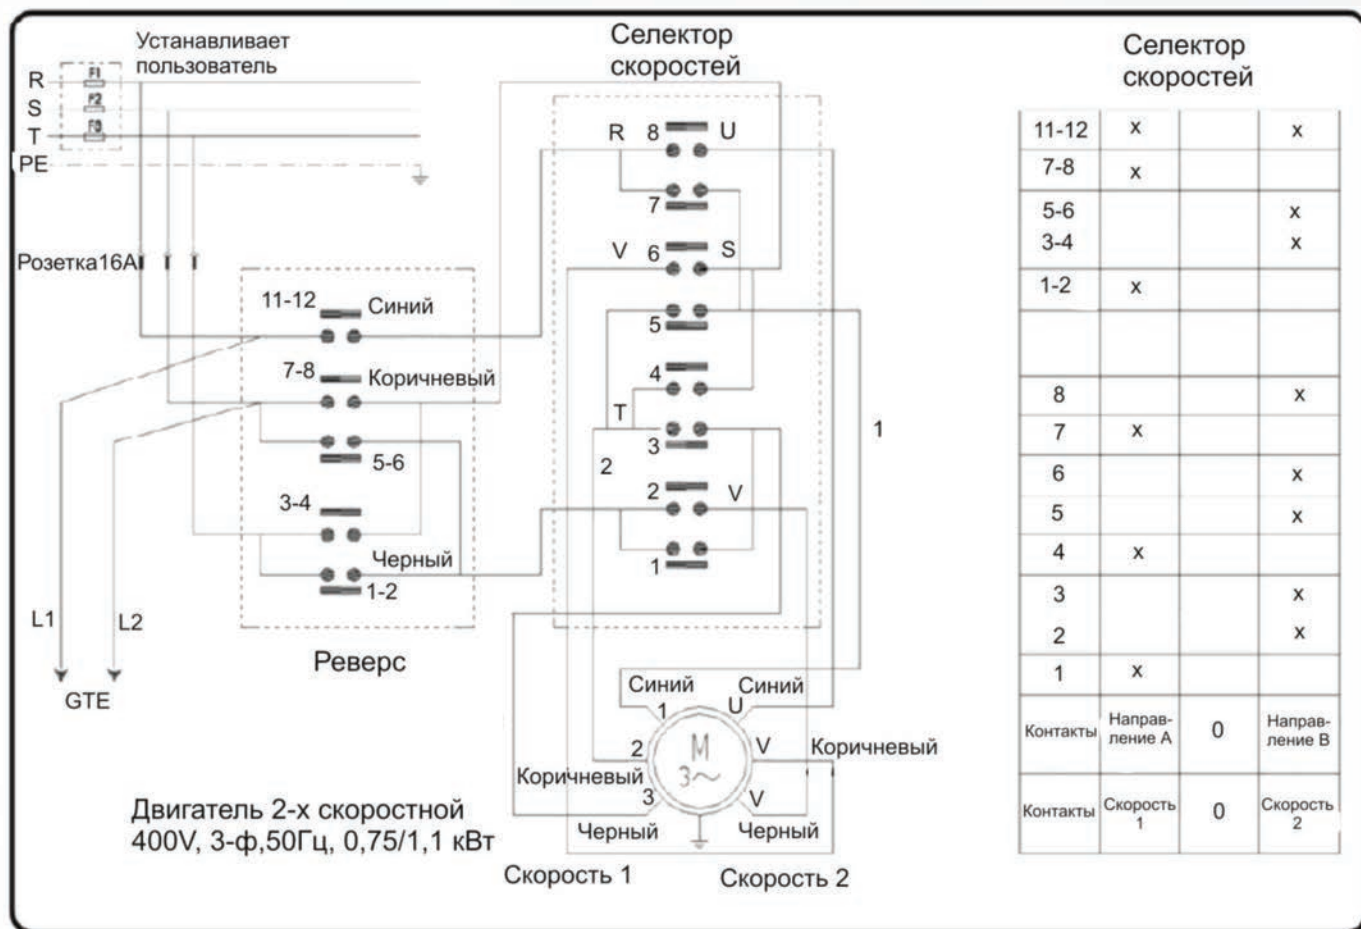 Устанавливает
пользователь
R
F1
S
F2
T
PE
Розетка16А
11-12
Синий
7-8
Коричневый
5-6
3-4
Черный
1-2
L1
L2
GTE
Реверс
Селектор
скоростей
R
8
U
7
V
6
S
5
4
T
3
2
2
V
1
1
Синий
Синий
1
U
M
3~
2
V
Коричневый
Коричневый
3
V
Черный
Черный
Скорость 1
Скорость 2
Двигатель 2-х скоростной
400V, 3-ф,50Гц, 0,75/1,1 кВт
Селектор
скоростей
11-12 x x
7-8 x
5-6 x
3-4 x
1-2 x
8 x
7 x
6 x
5 x
4 x
3 x
2 x
1 x
Контакты Направ-
ление А 0 Направ-
ление В
Контакты Скорость
1 0 Скорость
2